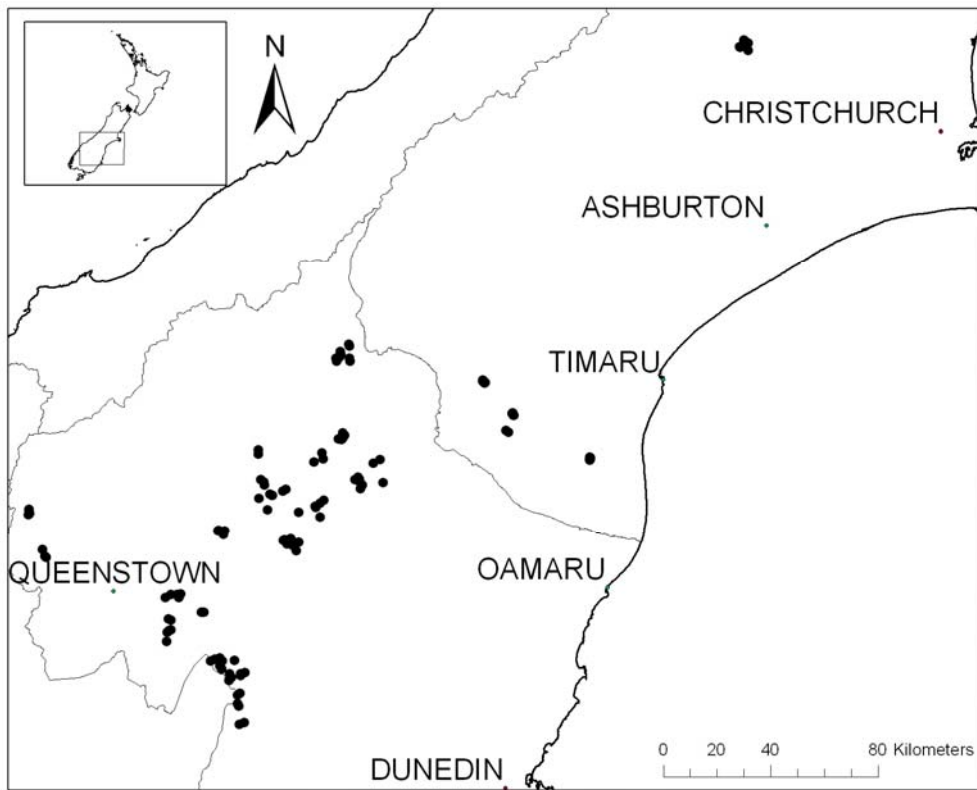 N
CHRISTCHURCH
ASHBURTON
TIMARU
QUEENSTOWN
OAMARU
0 20 40 80 Kilometers
DUNEDIN